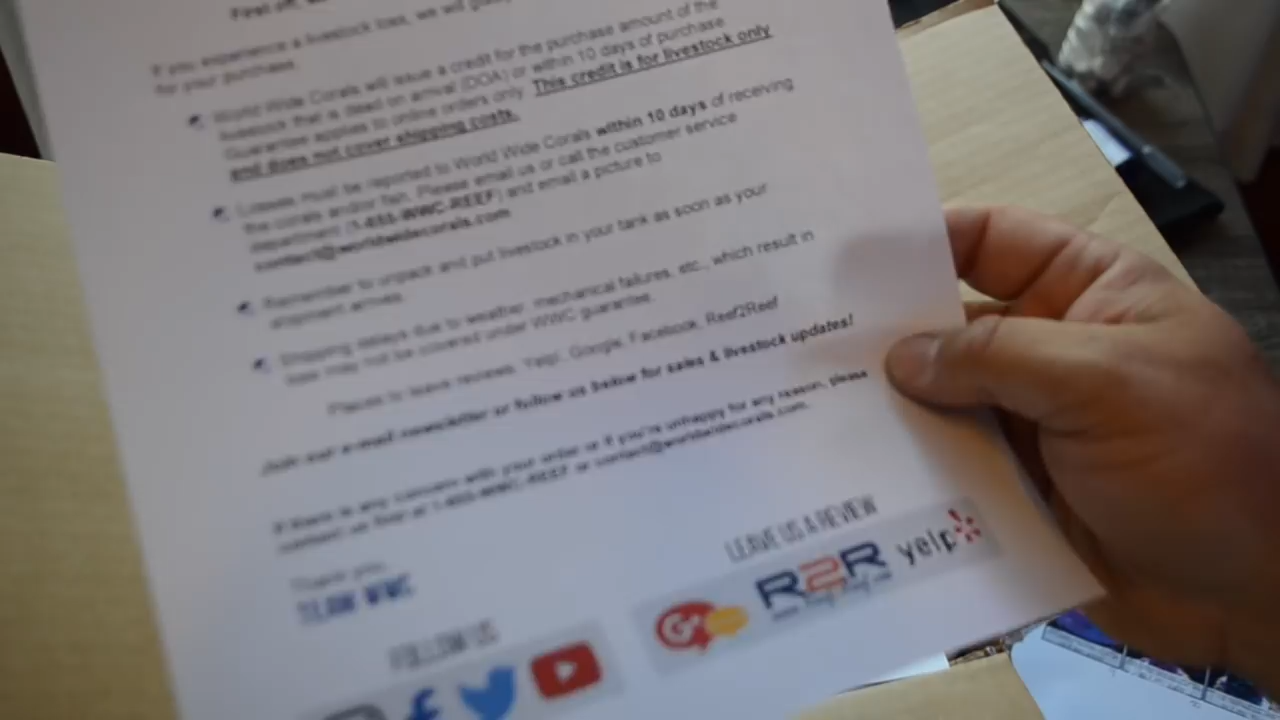 First off,
If you experience a livestock loss, we will
for your purchase.
World Wide Corals will issue a credit for the purchase amount of the
livestock that is dead on arrival (DOA) or within 10 days of purchase.
Guarantee applies to online orders only. This credit is for livestock only
and does not cover shipping costs.
Losses must be reported to World Wide Corals within 10 days of receiving
the corals and/or fish. Please email us or call the customer service
department (1-855-WWC-REEF) and email a picture to
contact@worldwidecorals.com
Remember to unpack and put livestock in your tank as soon as your
shipment arrives.
Shipping delays due to weather, mechanical failures, etc., which result in
loss may not be covered under WWC guarantee.
Places to leave reviews: Yelp!, Google, Facebook, Reef2Reef
Join our e-mail newsletter or follow us below for sales & livestock updates!
If there is any concern with your order or if you're unhappy for any reason, please
contact us first at 1-855-WWC-REEF or contact@worldwidecorals.com.
Thank you,
TEAM WWC
FOLLOW US
LEAVE US A REVIEW
G+
R2R
yelp